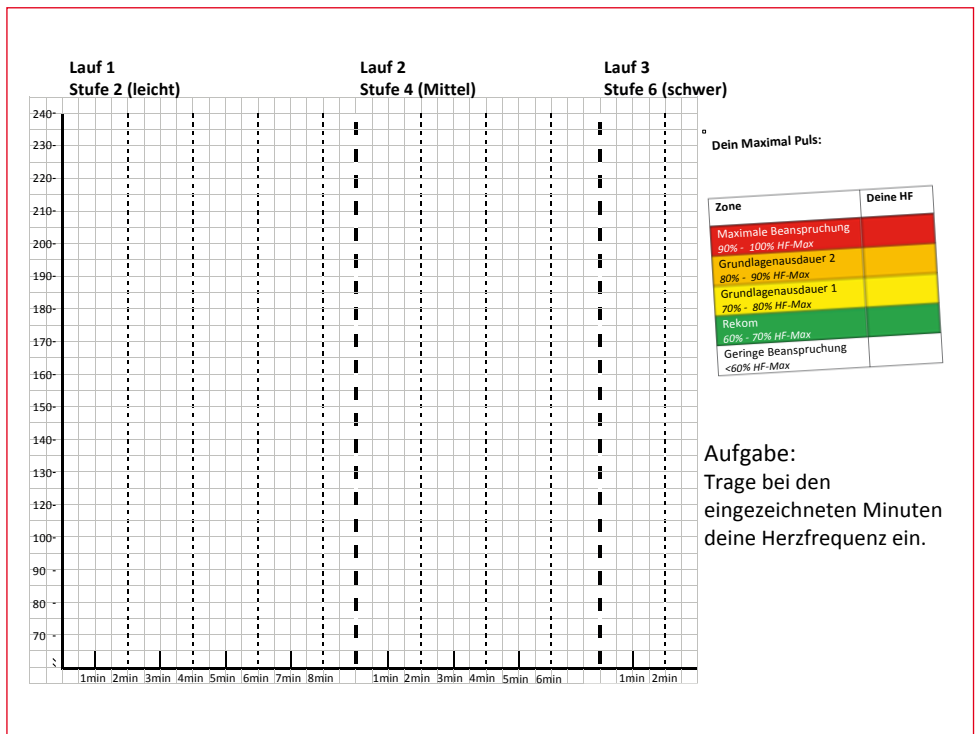 Lauf 1
Stufe 2 (leicht)
Lauf 2
Stufe 4 (Mittel)
Lauf 3
Stufe 6 (schwer)
240-
230-
220-
210-
200-
190-
180-
170-
160-
150-
140-
130-
120-
100-
90 -
80 -
70 -
1min 2min 3min 4min 5min 6min 7min 8min 1min 2min 3min 4min 5min 6min 1min 2min
Dein Maximal Puls:
Zone Deine HF
Maximale Beanspruchung
90% - 100% HF-Max
Grundlagenausdauer 2
80% - 90% HF-Max
Grundlagenausdauer 1
70% - 80% HF-Max
Rekom
60% - 70% HF-Max
Geringe Beanspruchung
<60% HF-Max
Aufgabe:
Trage bei den
eingezeichneten Minuten
deine Herzfrequenz ein.